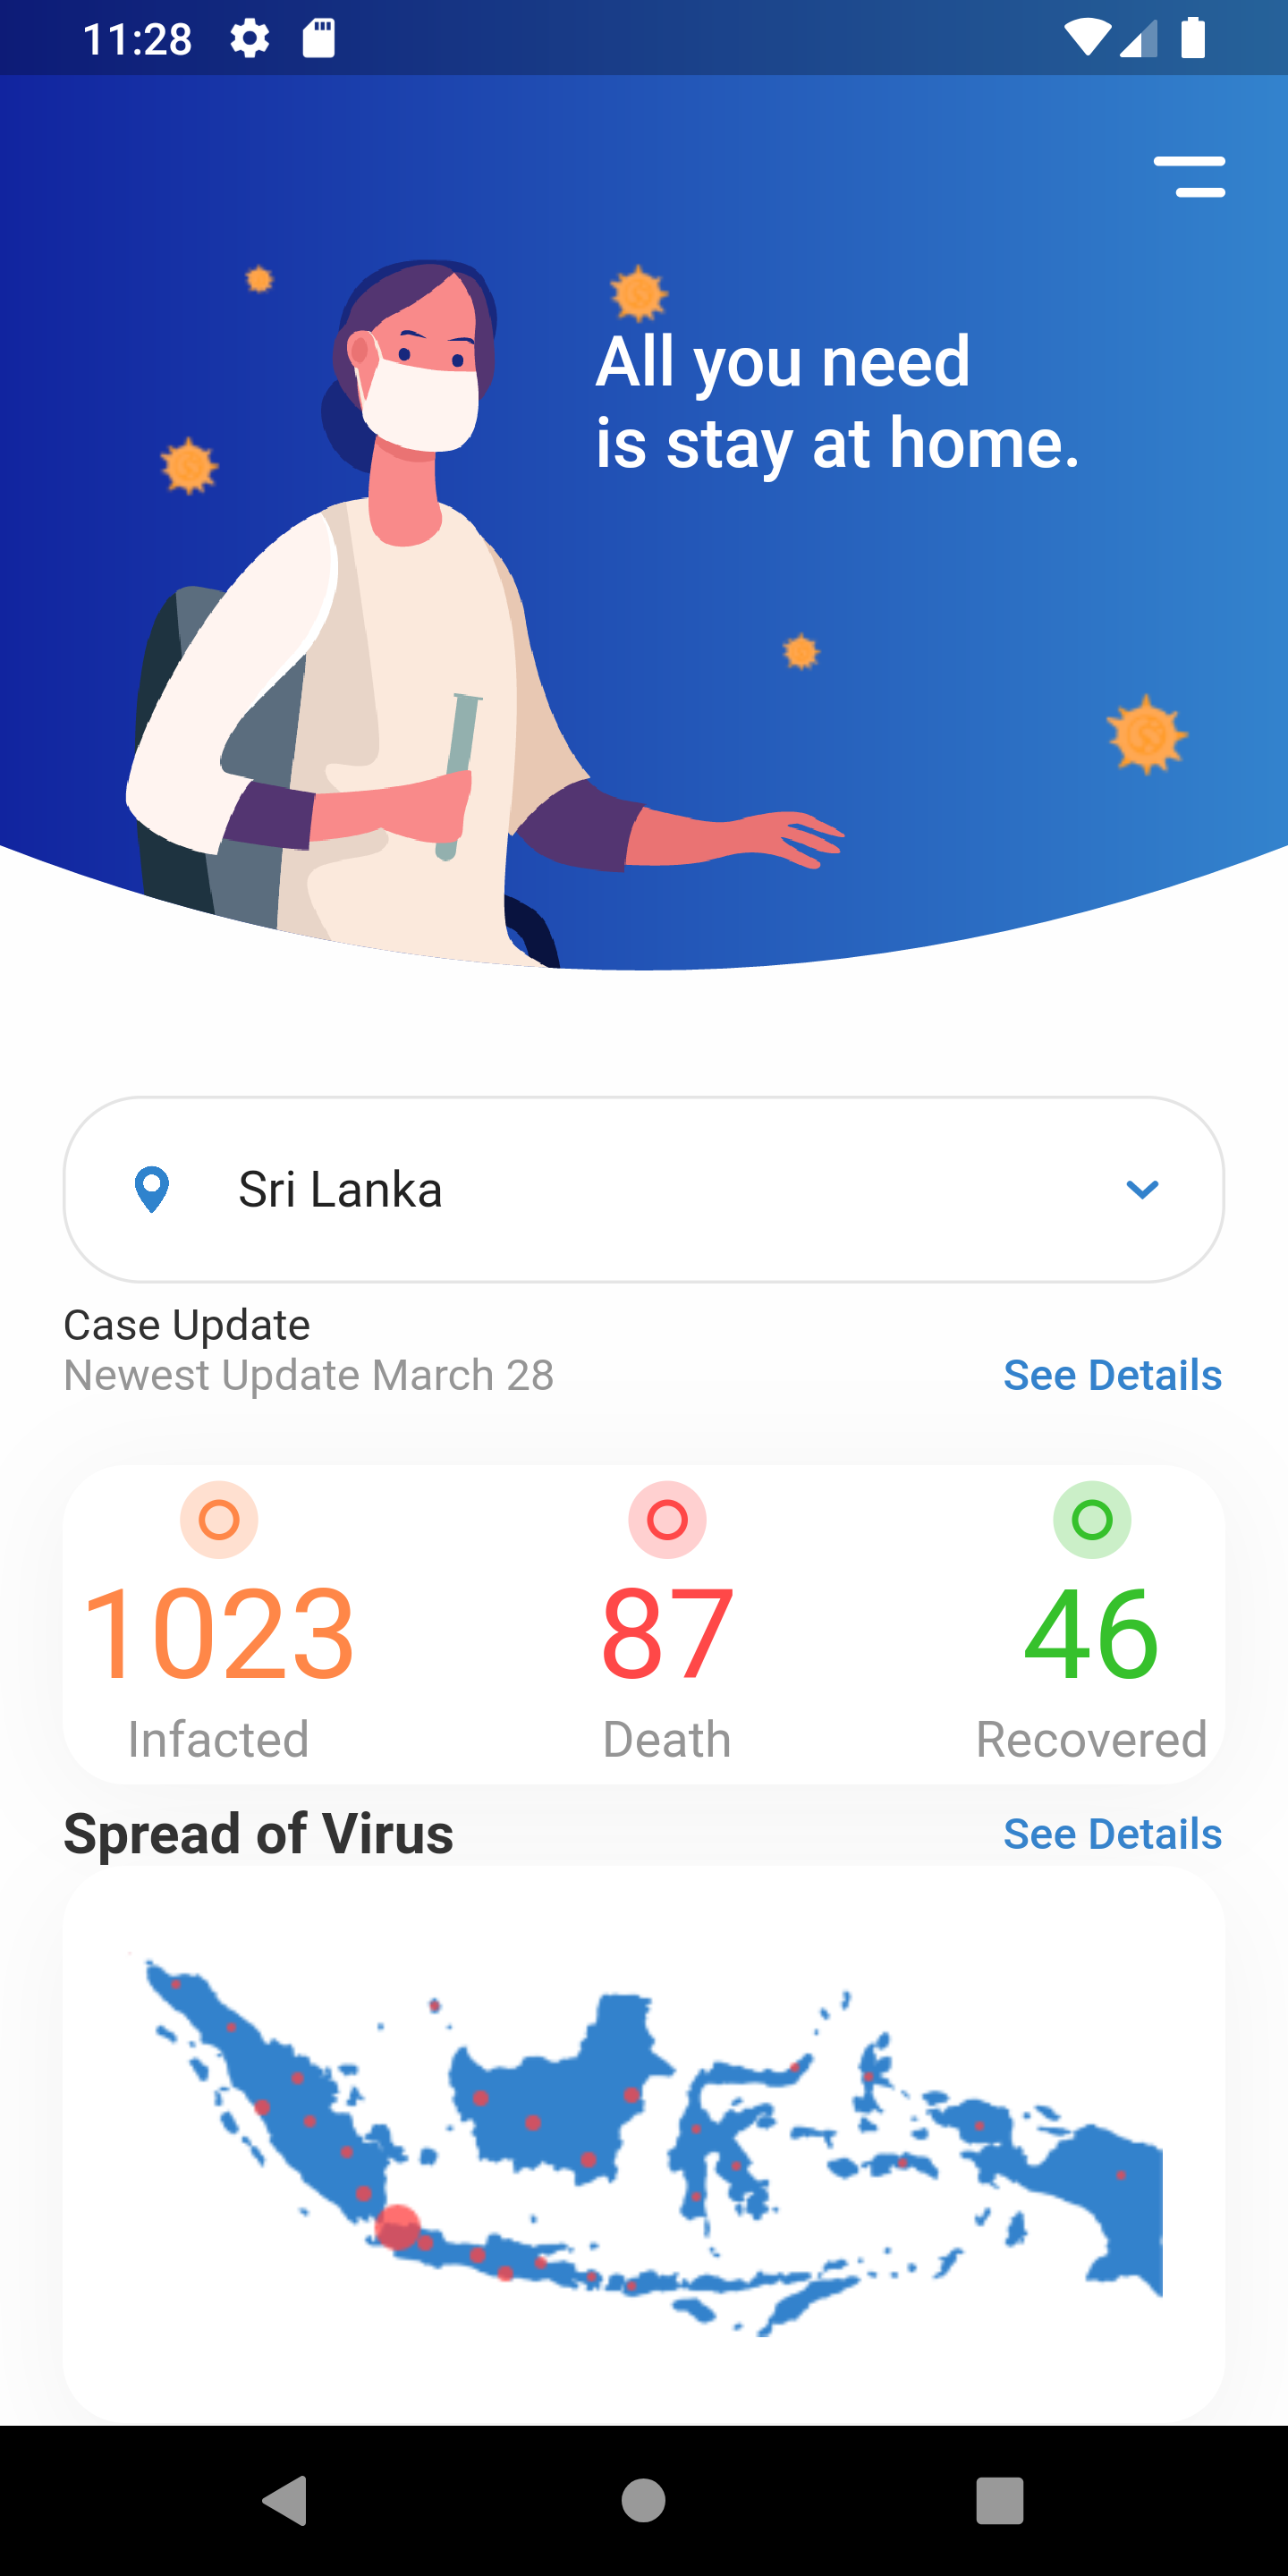 11:28
All you need
is stay at home.
Sri Lanka
Case Update
Newest Update March 28
See Details
1023
87
46
Infacted
Death
Recovered
Spread of Virus
See Details